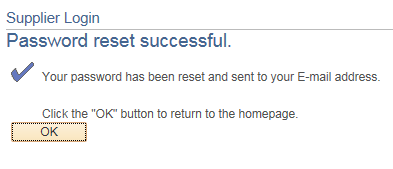 Supplier Login
Password reset successful.
Your password has been reset and sent to your E-mail address.
Click the "OK" button to return to the homepage.
OK